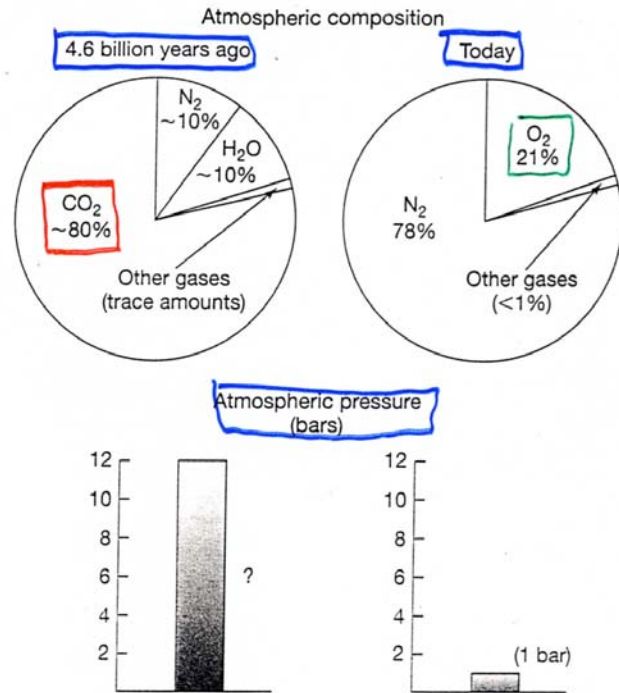 Atmospheric composition
4.6 billion years ago
Today
N₂
~10%
H₂O
~10%
CO₂
~80%
Other gases
(trace amounts)
O₂
21%
N₂
78%
Other gases
(<1%)
Atmospheric pressure
(bars)
12
10
8
6
4
2
?
12
10
8
6
4
2
(1 bar)